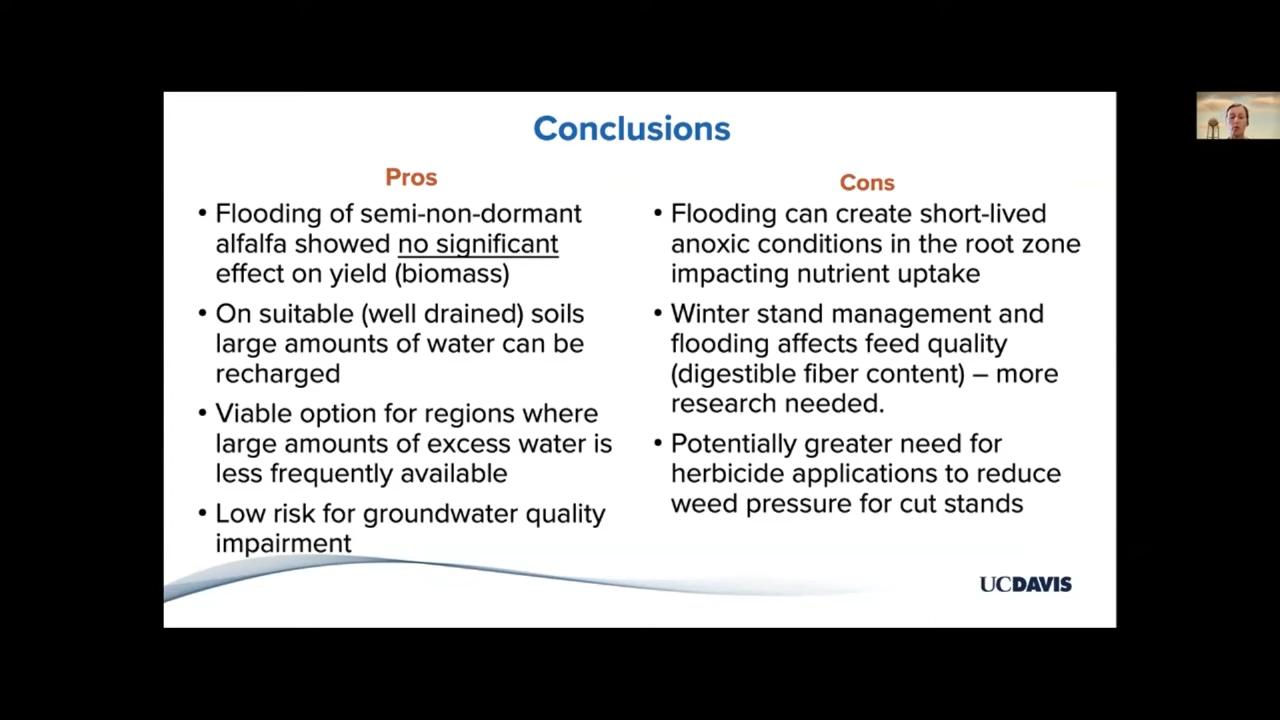 Conclusions
Pros
• Flooding of semi-non-dormant
alfalfa showed no significant
effect on yield (biomass)
• On suitable (well drained) soils
large amounts of water can be
recharged
• Viable option for regions where
large amounts of excess water is
less frequently available
• Low risk for groundwater quality
impairment
Cons
• Flooding can create short-lived
anoxic conditions in the root zone
impacting nutrient uptake
• Winter stand management and
flooding affects feed quality
(digestible fiber content) – more
research needed.
• Potentially greater need for
herbicide applications to reduce
weed pressure for cut stands
UCDAVIS